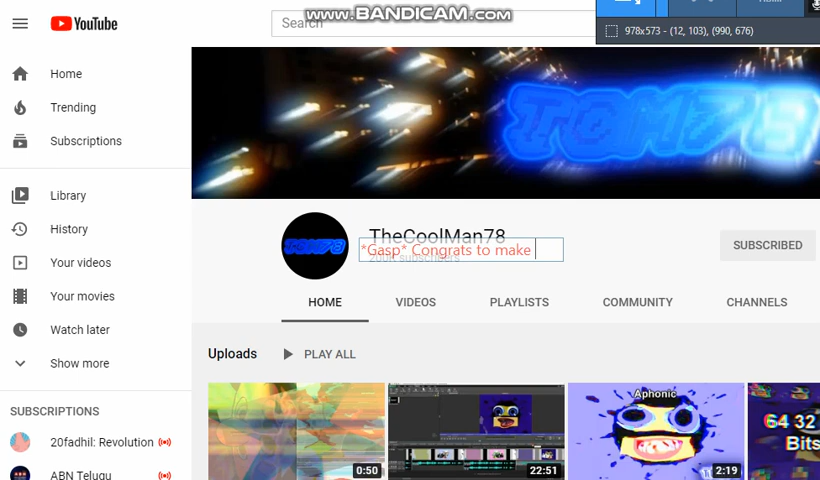 www.BANDICAM.com
YouTube
Search
978x573 - (12, 103), (990, 676)
Home
Trending
Subscriptions
Library
History
Your videos
Your movies
Watch later
Show more
SUBSCRIPTIONS
20fadhil: Revolution
ABN Telugu
TOM78
TheCoolMan78
*Gasp* Congrats to make
subscribers
SUBSCRIBED
HOME
VIDEOS
PLAYLISTS
COMMUNITY
CHANNELS
Uploads
PLAY ALL
0:50
22:51
Aphonic
2:19
64 32
Bits